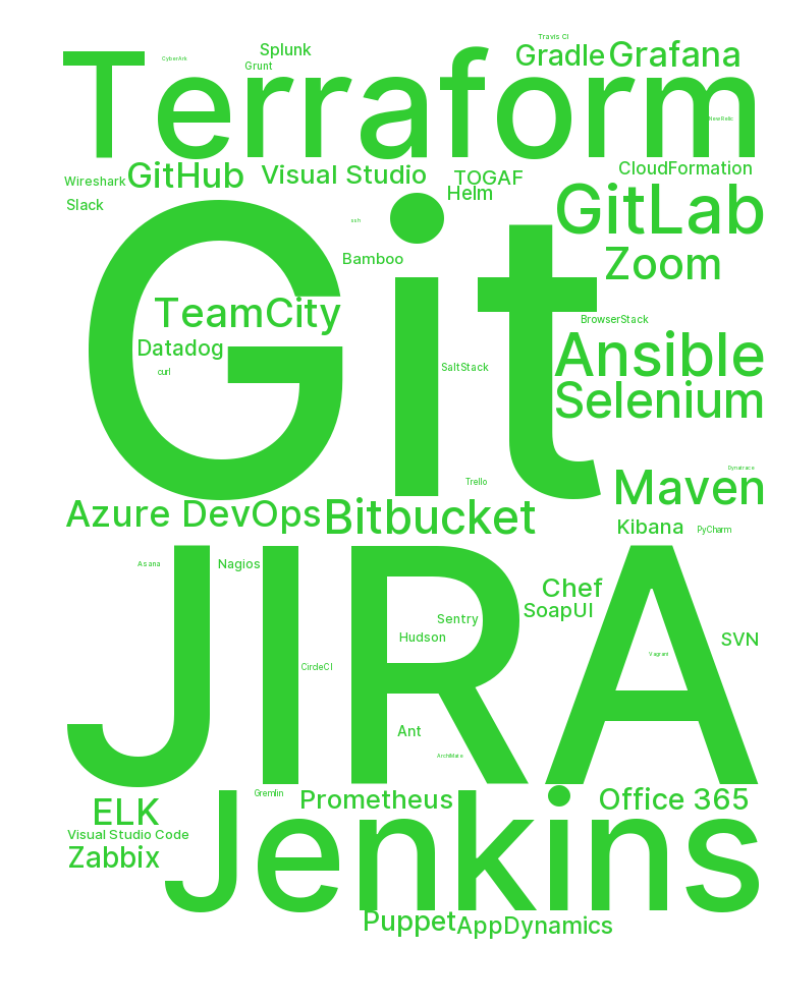 Travis CI
Splunk
Gradle
Grafana
CyberArk
Grunt
Terraform
New Relic
Wireshark
GitHub
Visual Studio
TOGAF
CloudFormation
Slack
Helm
GitLab
Bamboo
Zoom
Git
TeamCity
BrowserStack
Datadog
curl
SaltStack
Ansible
Selenium
Trello
Maven
Azure DevOps
Bitbucket
Kibana
PyCharm
Asana
Nagios
Chef
SoapUI
Sentry
Hudson
SVN
Vagrant
CircleCI
JIRA
Ant
ArchiMate
Gremlin
Prometheus
Office 365
ELK
Visual Studio Code
Zabbix
Jenkins
Puppet
AppDynamics